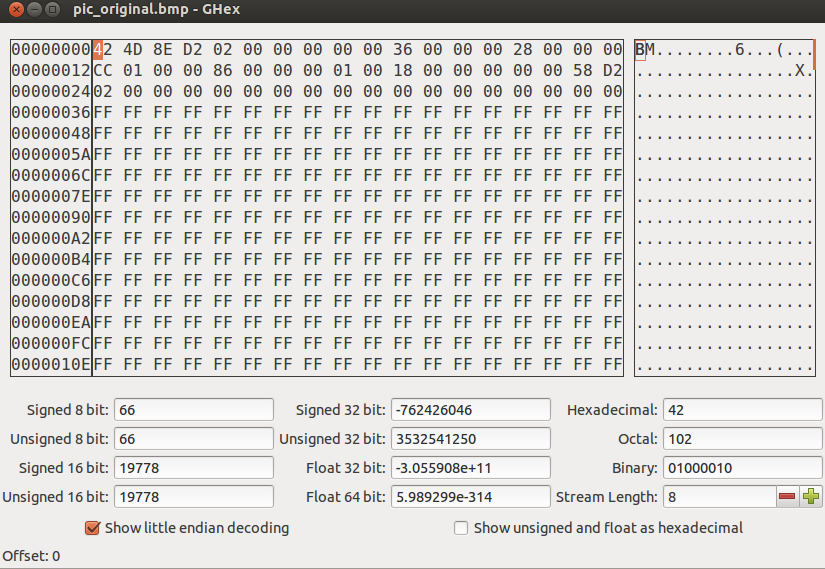 pic_original.bmp - GHex
00000000 42 4D 8E D2 02 00 00 00 00 00 36 00 00 00 28 00 00 00 BM........6...(...
00000012 CC 01 00 00 86 00 00 00 01 00 18 00 00 00 00 00 58 D2 ................X.
00000024 02 00 00 00 00 00 00 00 00 00 00 00 00 00 00 00 00 00 ..................
00000036 FF FF FF FF FF FF FF FF FF FF FF FF FF FF FF FF FF FF ..................
00000048 FF FF FF FF FF FF FF FF FF FF FF FF FF FF FF FF FF FF ..................
0000005A FF FF FF FF FF FF FF FF FF FF FF FF FF FF FF FF FF FF ..................
0000006C FF FF FF FF FF FF FF FF FF FF FF FF FF FF FF FF FF FF ..................
0000007E FF FF FF FF FF FF FF FF FF FF FF FF FF FF FF FF FF FF ..................
00000090 FF FF FF FF FF FF FF FF FF FF FF FF FF FF FF FF FF FF ..................
000000A2 FF FF FF FF FF FF FF FF FF FF FF FF FF FF FF FF FF FF ..................
000000B4 FF FF FF FF FF FF FF FF FF FF FF FF FF FF FF FF FF FF ..................
000000C6 FF FF FF FF FF FF FF FF FF FF FF FF FF FF FF FF FF FF ..................
000000D8 FF FF FF FF FF FF FF FF FF FF FF FF FF FF FF FF FF FF ..................
000000EA FF FF FF FF FF FF FF FF FF FF FF FF FF FF FF FF FF FF ..................
000000FC FF FF FF FF FF FF FF FF FF FF FF FF FF FF FF FF FF FF ..................
0000010E FF FF FF FF FF FF FF FF FF FF FF FF FF FF FF FF FF FF ..................
Signed 8 bit: 66 Signed 32 bit: -762426046 Hexadecimal: 42
Unsigned 8 bit: 66 Unsigned 32 bit: 3532541250 Octal: 102
Signed 16 bit: 19778 Float 32 bit: -3.055908e+11 Binary: 01000010
Unsigned 16 bit: 19778 Float 64 bit: 5.989299e-314 Stream Length: 8
Show little endian decoding Show unsigned and float as hexadecimal
Offset: 0